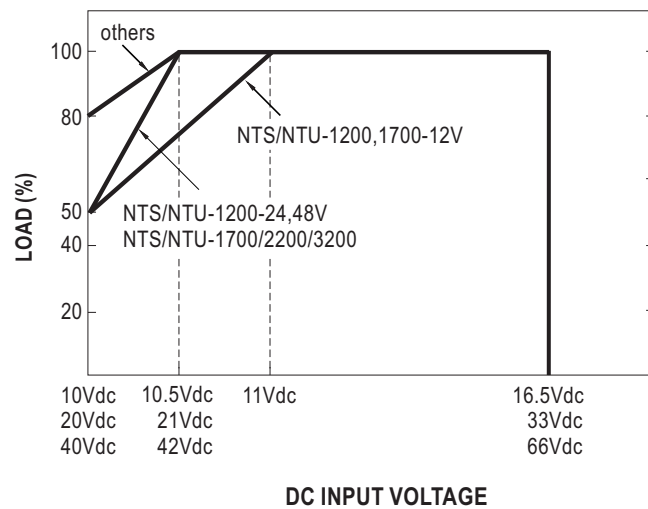 others
100
80
50
40
20
LOAD (%)
NTS/NTU-1200,1700-12V
NTS/NTU-1200-24,48V
NTS/NTU-1700/2200/3200
10Vdc 10.5Vdc 11Vdc 16.5Vdc
20Vdc 21Vdc 33Vdc
40Vdc 42Vdc 66Vdc
DC INPUT VOLTAGE